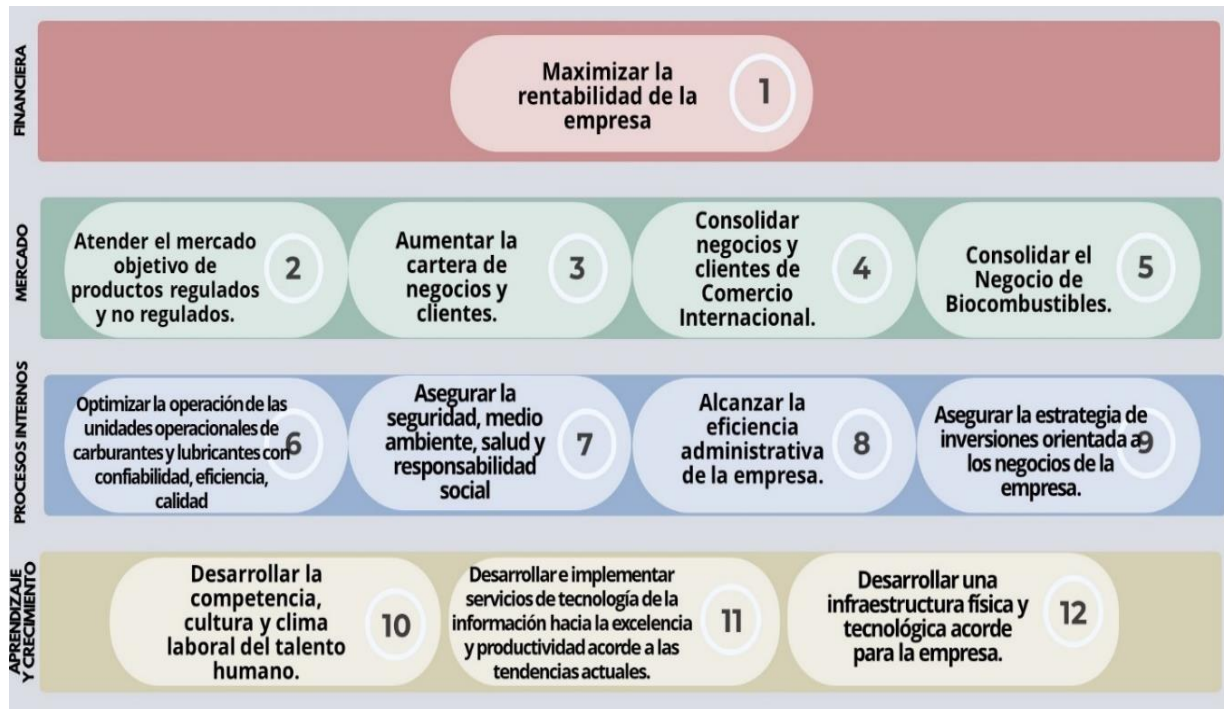 FINANCIERA
Maximizar la
rentabilidad de la
empresa
1
MERCADO
Atender el mercado
objetivo de
productos regulados
y no regulados.
2
Aumentar la
cartera de
negocios y
clientes.
3
Consolidar
negocios y
clientes de
Comercio
Internacional.
4
Consolidar el
Negocio de
Biocombustibles.
5
PROCESOS INTERNOS
Optimizar la operación de las
unidades operacionales de
carburantes y lubricantes con
confiabilidad, eficiencia,
calidad
6
Asegurar la
seguridad, medio
ambiente, salud y
responsabilidad
social
7
Alcanzar la
eficiencia
administrativa
de la empresa.
8
Asegurar la estrategia de
inversiones orientada a
los negocios de la
empresa.
9
APRENDIZAJE
Y CRECIMIENTO
Desarrollar la
competencia,
cultura y clima
laboral del talento
humano.
10
Desarrollar e implementar
servicios de tecnología de la
información hacia la excelencia
y productividad acorde a las
tendencias actuales.
11
Desarrollar una
infraestructura física y
tecnológica acorde
para la empresa.
12